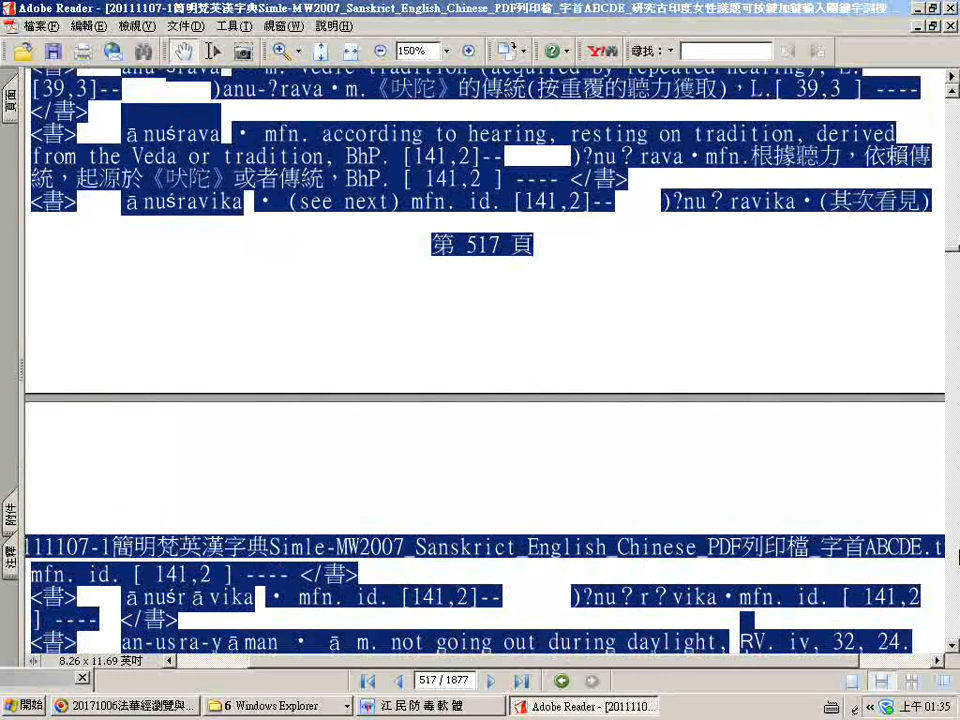 Adobe Reader - [20111107-1簡明梵英漢字典Simle-MW2007_Sanskrict_English_Chinese_PDF列印檔_字首ABCDE_研究古印度女性議題可按鍵加鍵輸入關鍵字詞搜
檔案(F) 編輯(E) 檢視(V) 文件(D) 工具(T) 視窗(W) 說明(H)
150% Y! 尋找:
頁面
<書> anu-śrava • m. Vedic tradition (acquired by repeated hearing), L.
[39,3]-- )anu-?rava•m.《吠陀》的傳統(按重覆的聽力獲取)，L.[ 39,3 ] ----
</書>
<書> ānuśrava • mfn. according to hearing, resting on tradition, derived
from the Veda or tradition, BhP. [141,2]-- )?nu？rava•mfn.根據聽力，依賴傳
統，起源於《吠陀》或者傳統，BhP. [ 141,2 ] ---- </書>
<書> ānuśravika • (see next) mfn. id. [141,2]-- )?nu？ravika•(其次看見)
第 517 頁
附件
注釋
111107-1簡明梵英漢字典Simle-MW2007_Sanskrict_English_Chinese_PDF列印檔_字首ABCDE.t
mfn. id. [ 141,2 ] ---- </書>
<書> ānuśrāvika • mfn. id. [141,2]-- )?nu？r？vika•mfn. id. [ 141,2
] ---- </書>
<書> an-usra-yāman • ā m. not going out during daylight, RV. iv, 32, 24.
8.26 x 11.69 英吋
517 / 1877
開始 20171006法華經瀏覽與... 6 Windows Explorer 江民防毒軟體 Adobe Reader - [2011110... 上午 01:35